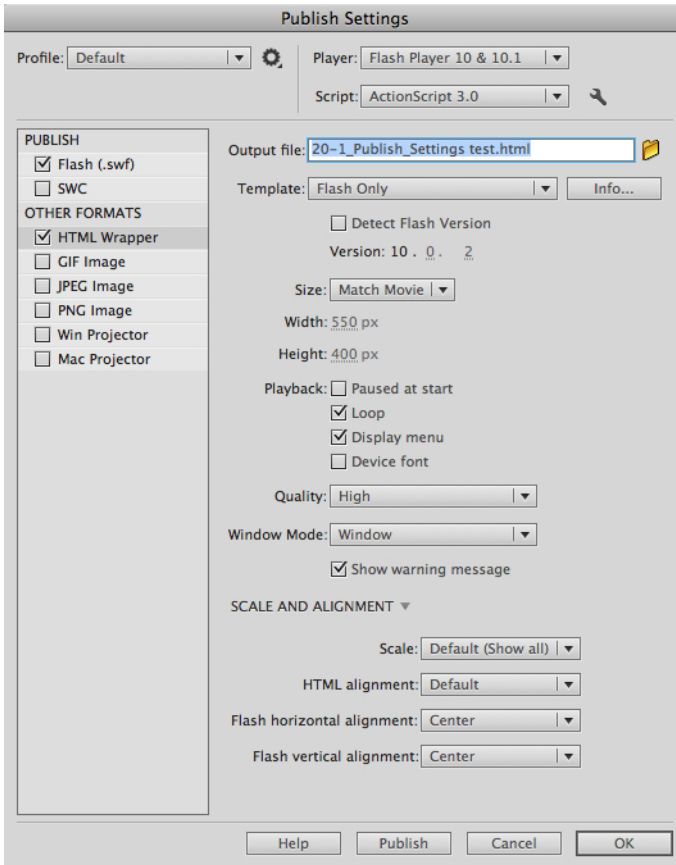 Publish Settings
Profile: Default
Player: Flash Player 10 & 10.1
Script: ActionScript 3.0
PUBLISH
Flash (.swf)
SWC
OTHER FORMATS
HTML Wrapper
GIF Image
JPEG Image
PNG Image
Win Projector
Mac Projector
Output file: 20-1_Publish_Settings test.html
Template: Flash Only Info...
Detect Flash Version
Version: 10 . 0 . 2
Size: Match Movie
Width: 550 px
Height: 400 px
Playback: Paused at start
Loop
Display menu
Device font
Quality: High
Window Mode: Window
Show warning message
SCALE AND ALIGNMENT
Scale: Default (Show all)
HTML alignment: Default
Flash horizontal alignment: Center
Flash vertical alignment: Center
Help Publish Cancel OK